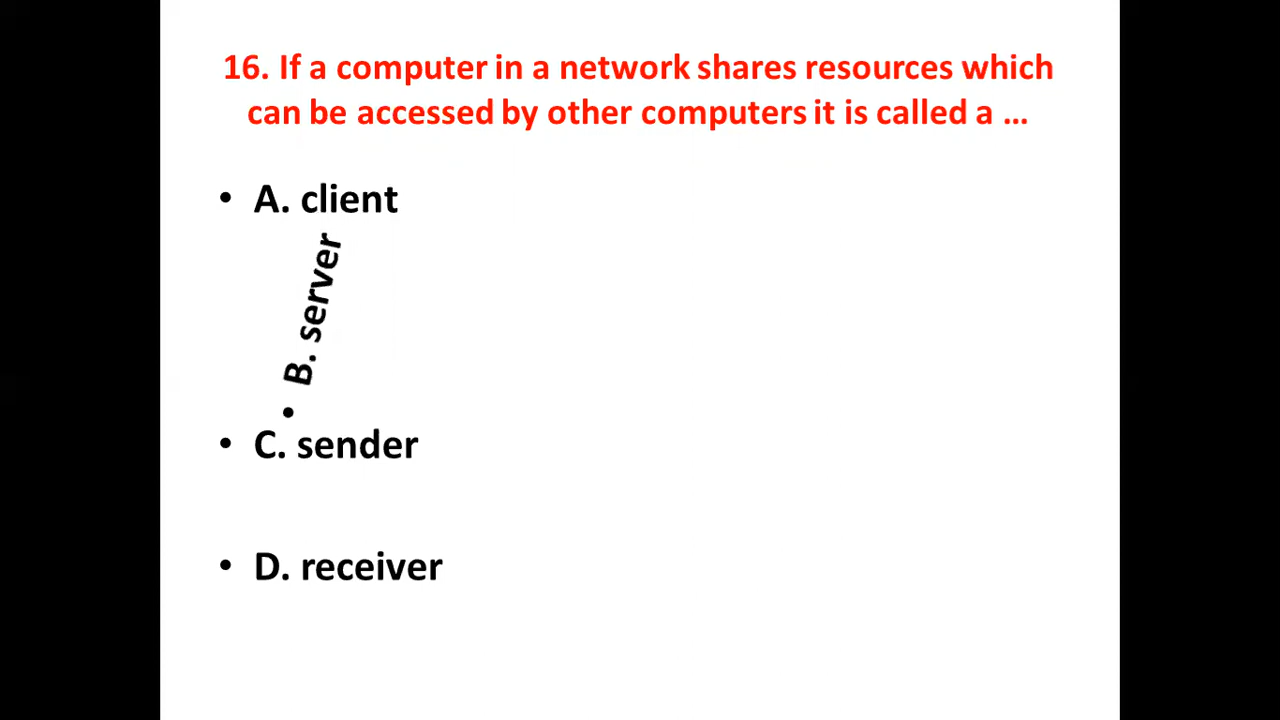 16. If a computer in a network shares resources which
can be accessed by other computers it is called a …
• A. client
• B. server
• C. sender
• D. receiver